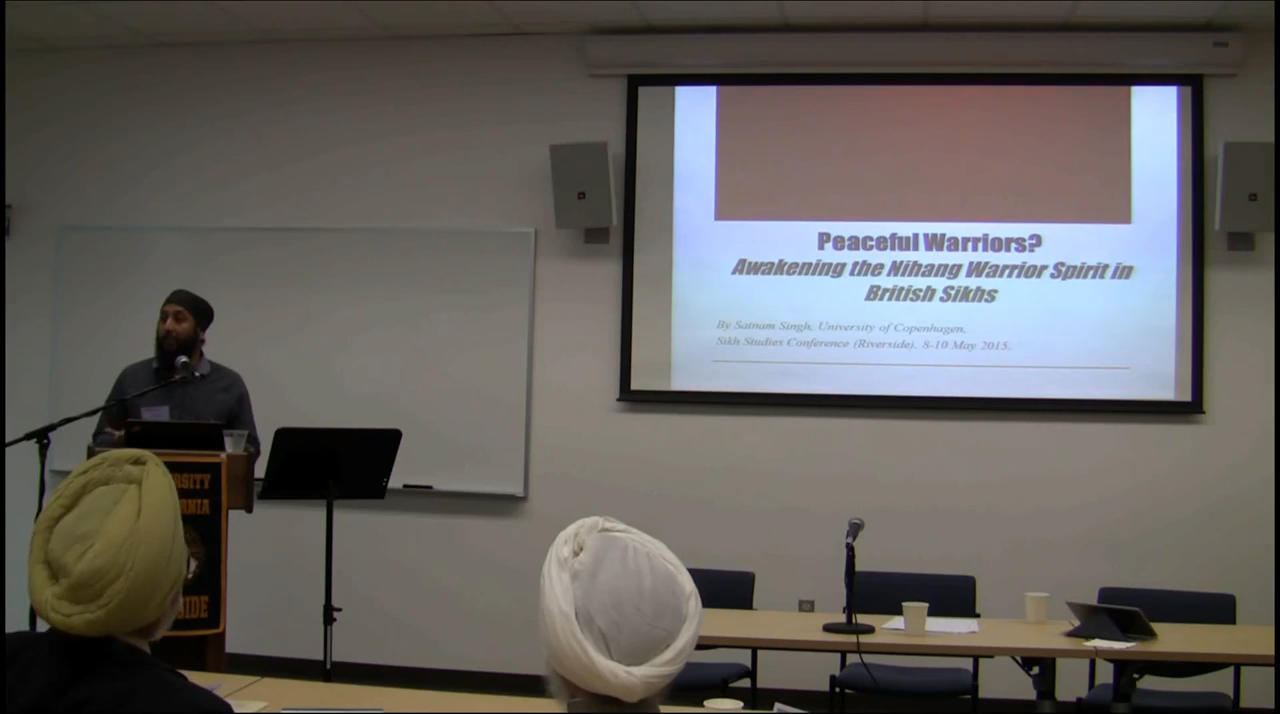 Peaceful Warriors?
Awakening the Nihang Warrior Spirit in
British Sikhs
By Satnam Singh, University of Copenhagen.
Sikh Studies Conference (Riverside). 8-10 May 2015.
RSITY
RNIA
SIDE